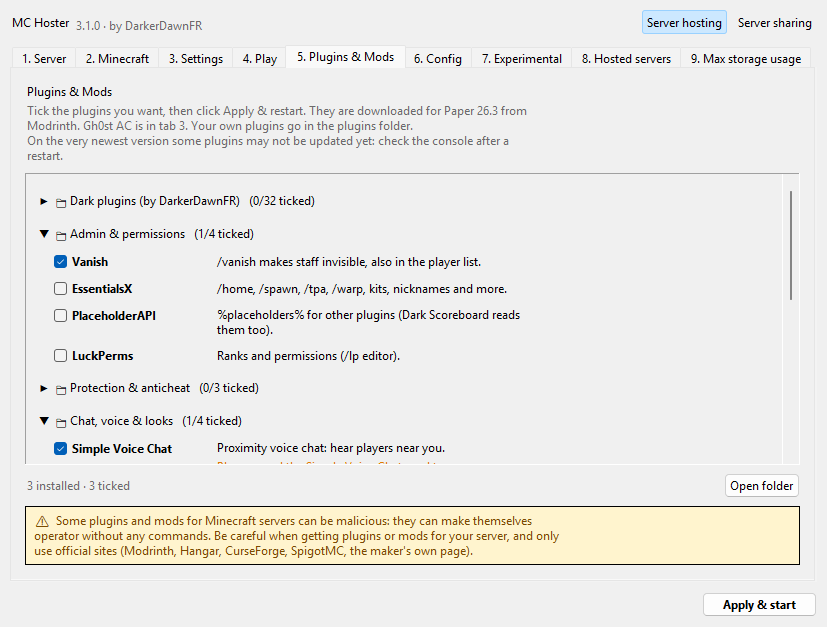 MC Hoster 3.1.0 · by DarkerDawnFR
Server hosting
Server sharing
1. Server
2. Minecraft
3. Settings
4. Play
5. Plugins & Mods
6. Config
7. Experimental
8. Hosted servers
9. Max storage usage
Plugins & Mods
Tick the plugins you want, then click Apply & restart. They are downloaded for Paper 26.3 from
Modrinth. Gh0st AC is in tab 3. Your own plugins go in the plugins folder.
On the very newest version some plugins may not be updated yet: check the console after a
restart.
Dark plugins (by DarkerDawnFR) (0/32 ticked)
Admin & permissions (1/4 ticked)
Vanish
/vanish makes staff invisible, also in the player list.
EssentialsX
/home, /spawn, /tpa, /warp, kits, nicknames and more.
PlaceholderAPI
%placeholders% for other plugins (Dark Scoreboard reads
them too).
LuckPerms
Ranks and permissions (/lp editor).
Protection & anticheat (0/3 ticked)
Chat, voice & looks (1/4 ticked)
Simple Voice Chat
Proximity voice chat: hear players near you.
3 installed · 3 ticked
Open folder
⚠ Some plugins and mods for Minecraft servers can be malicious: they can make themselves
operator without any commands. Be careful when getting plugins or mods for your server, and only
use official sites (Modrinth, Hangar, CurseForge, SpigotMC, the maker's own page).
Apply & start